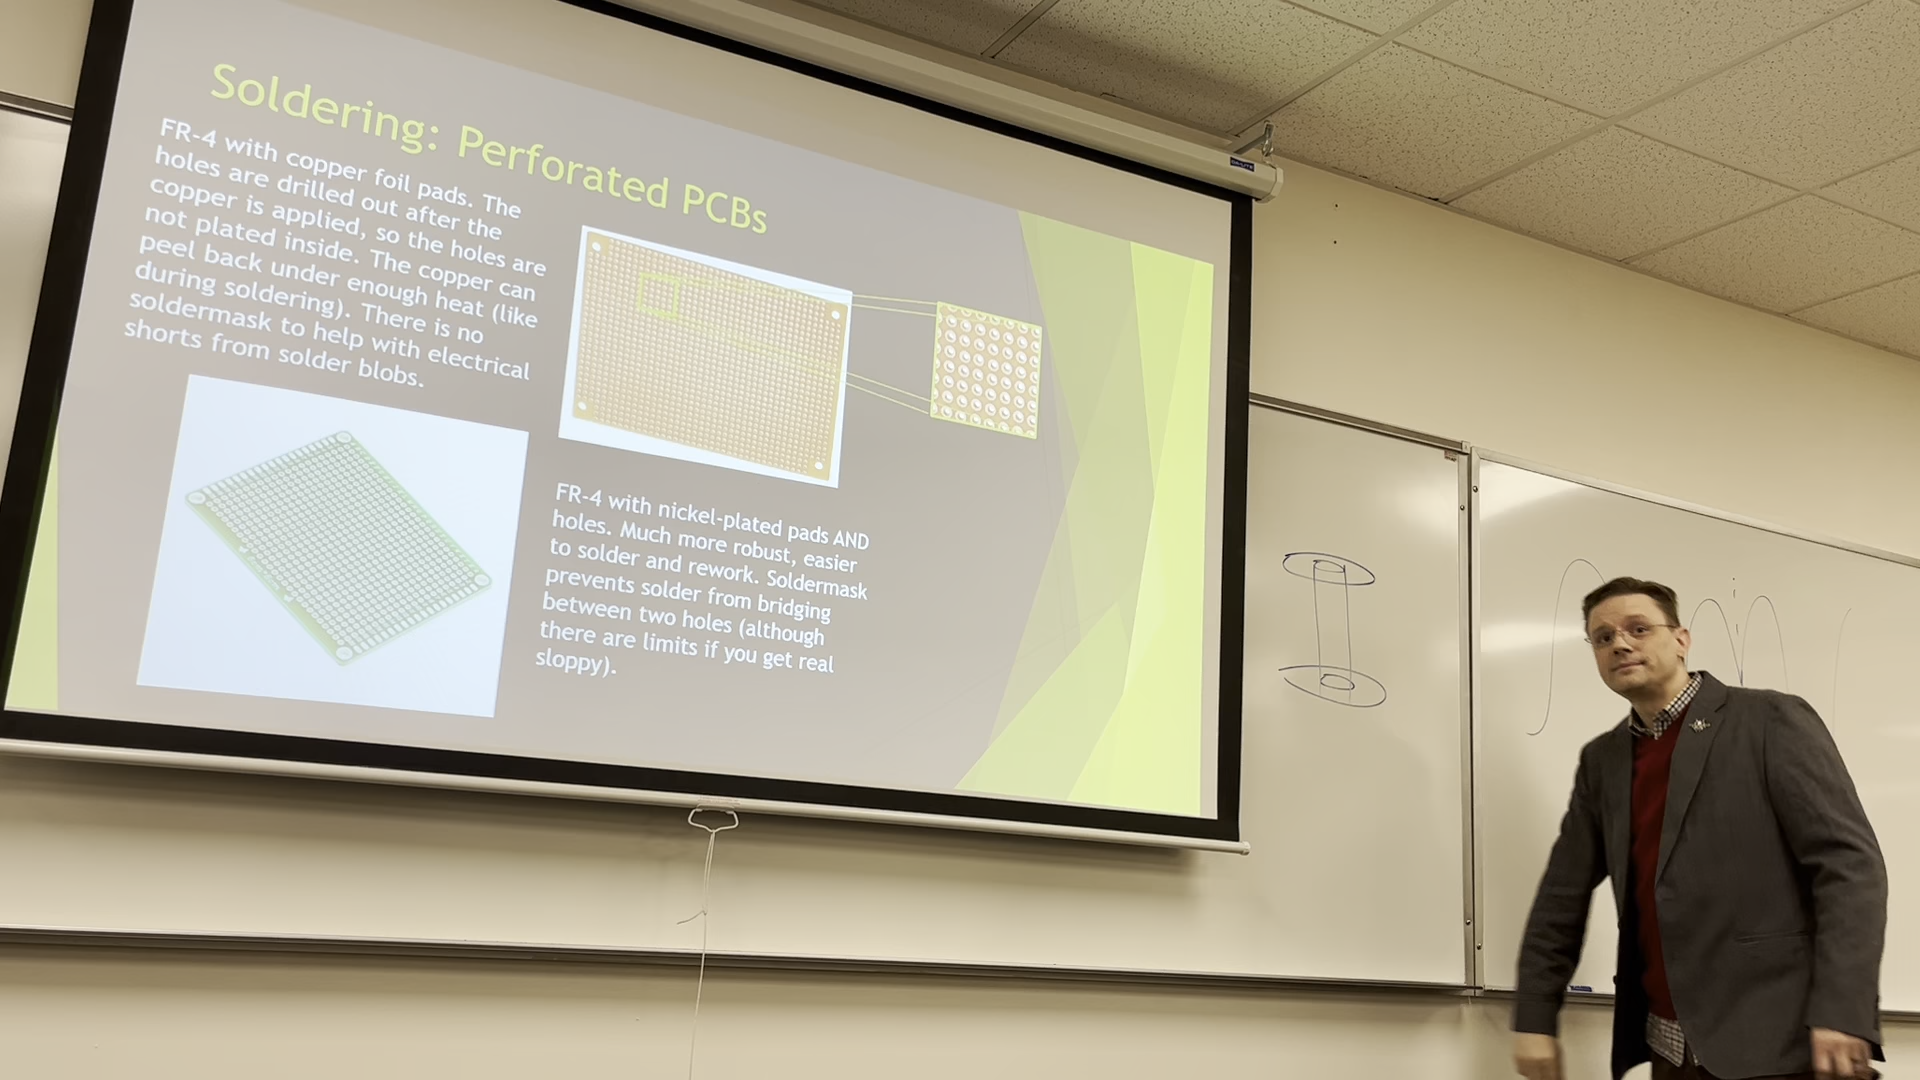 Soldering: Perforated PCBs
FR-4 with copper foil pads. The
holes are drilled out after the
copper is applied, so the holes are
not plated inside. The copper can
peel back under enough heat (like
during soldering). There is no
soldermask to help with electrical
shorts from solder blobs.
FR-4 with nickel-plated pads AND
holes. Much more robust, easier
to solder and rework. Soldermask
prevents solder from bridging
between two holes (although
there are limits if you get real
sloppy).
DA-LITE